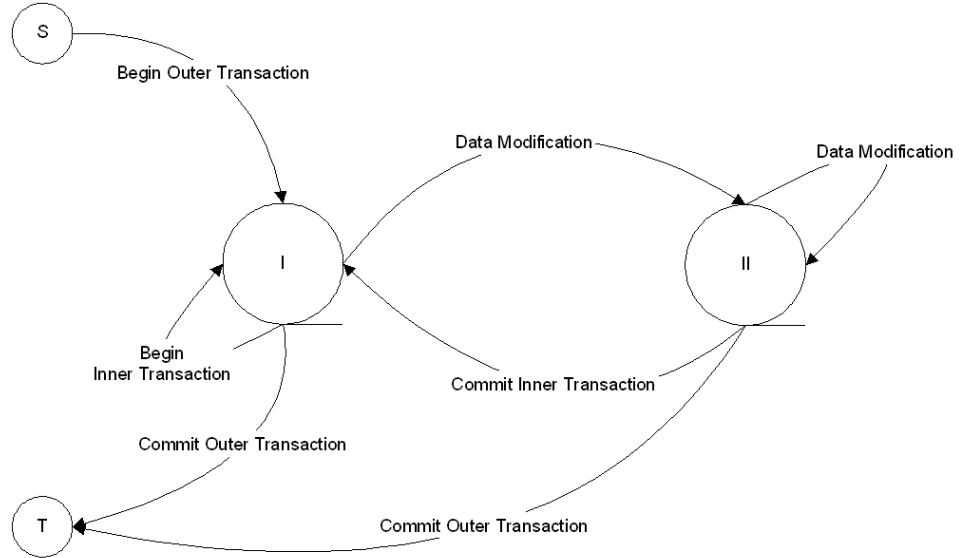 S
Begin Outer Transaction
Data Modification
Data Modification
I
II
Begin
Inner Transaction
Commit Inner Transaction
Commit Outer Transaction
T
Commit Outer Transaction